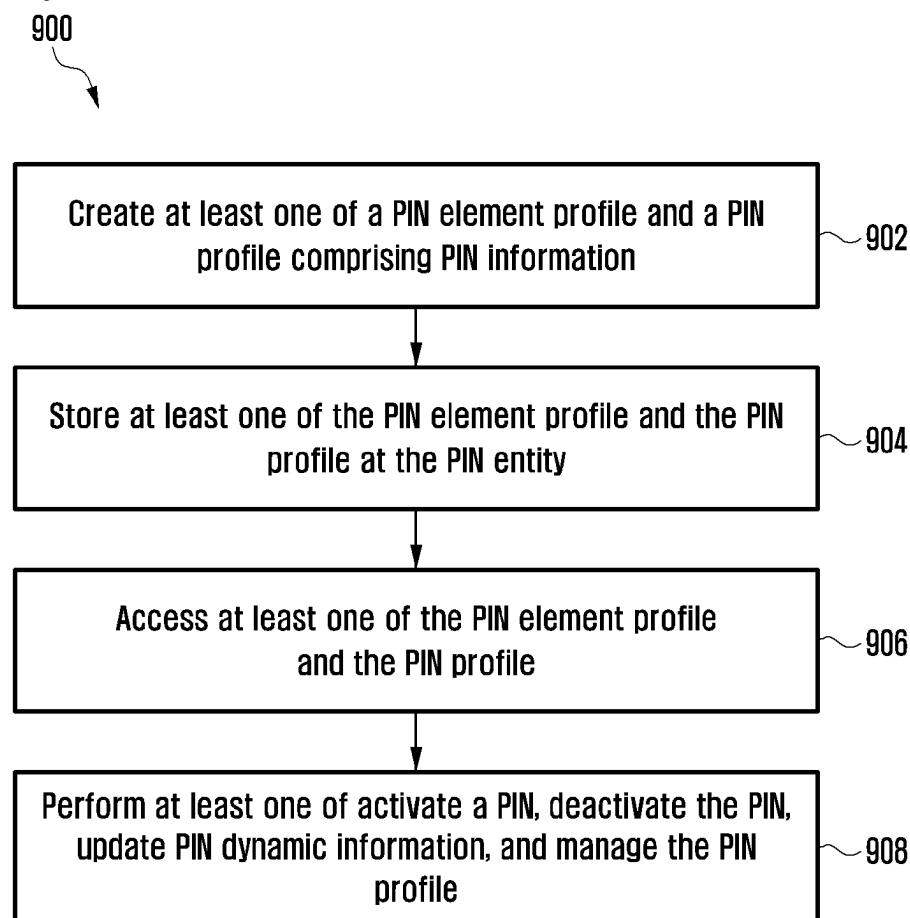 900
Create at least one of a PIN element profile and a PIN
profile comprising PIN information
902
Store at least one of the PIN element profile and the PIN
profile at the PIN entity
904
Access at least one of the PIN element profile
and the PIN profile
906
Perform at least one of activate a PIN, deactivate the PIN,
update PIN dynamic information, and manage the PIN
profile
908